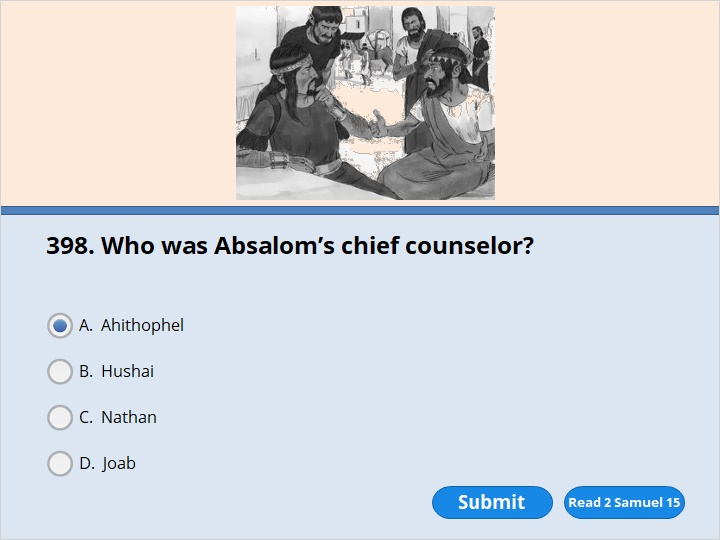 398. Who was Absalom’s chief counselor?
A. Ahithophel
B. Hushai
C. Nathan
D. Joab
Submit
Read 2 Samuel 15